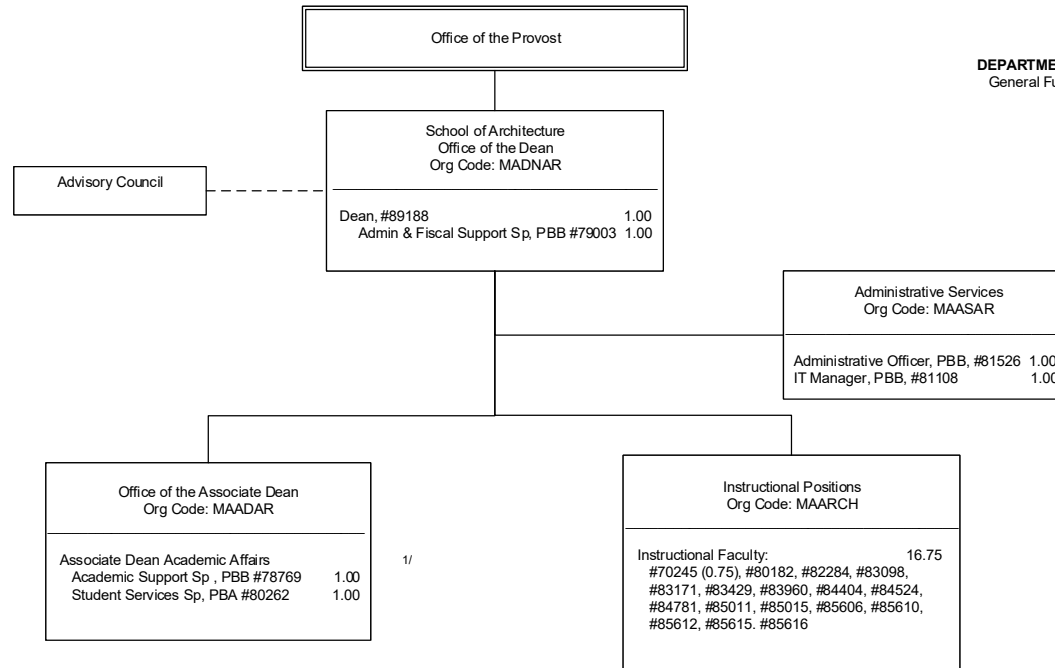 Office of the Provost
DEPARTME
General Fu
School of Architecture
Office of the Dean
Org Code: MADNAR
Dean, #89188 1.00
Admin & Fiscal Support Sp, PBB #79003 1.00
Advisory Council
Administrative Services
Org Code: MAASAR
Administrative Officer, PBB, #81526 1.00
IT Manager, PBB, #81108 1.00
Office of the Associate Dean
Org Code: MAADAR
Associate Dean Academic Affairs 1/
Academic Support Sp , PBB #78769 1.00
Student Services Sp, PBA #80262 1.00
Instructional Positions
Org Code: MAARCH
Instructional Faculty: 16.75
#70245 (0.75), #80182, #82284, #83098,
#83171, #83429, #83960, #84404, #84524,
#84781, #85011, #85015, #85606, #85610,
#85612, #85615. #85616